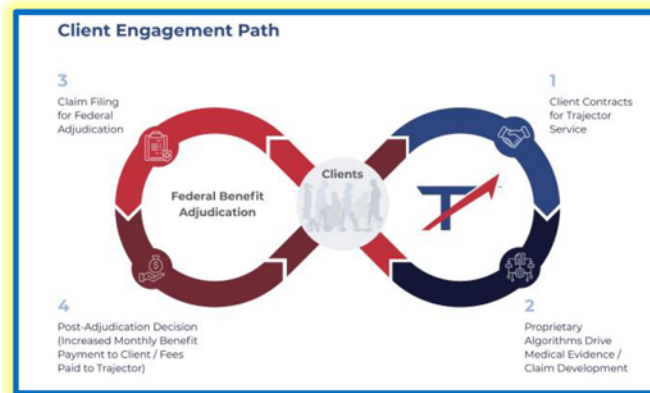 Client Engagement Path
3
Claim Filing
for Federal
Adjudication
1
Client Contracts
for Trajector
Service
Clients
Federal Benefit
Adjudication
T
4
Post-Adjudication Decision
(Increased Monthly Benefit
Payment to Client / Fees
Paid to Trajector)
2
Proprietary
Algorithms Drive
Medical Evidence /
Claim Development